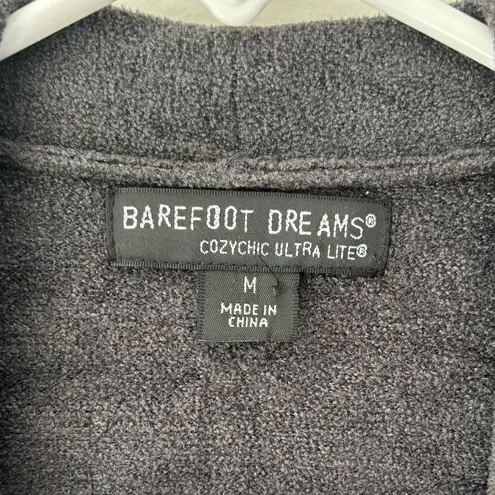 BAREFOOT DREAMS®
COZYCHIC ULTRA LITE®
M
MADE IN
CHINA